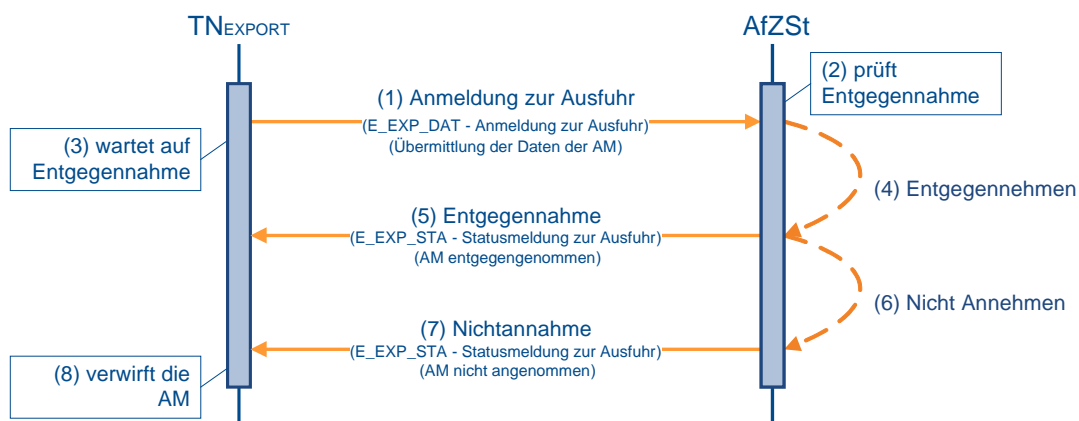 TNEXPORT
AfZSt
(2) prüft
Entgegennahme
(1) Anmeldung zur Ausfuhr
(E_EXP_DAT - Anmeldung zur Ausfuhr)
(Übermittlung der Daten der AM)
(3) wartet auf
Entgegennahme
(4) Entgegennehmen
(5) Entgegennahme
(E_EXP_STA - Statusmeldung zur Ausfuhr)
(AM entgegengenommen)
(6) Nicht Annehmen
(7) Nichtannahme
(E_EXP_STA - Statusmeldung zur Ausfuhr)
(AM nicht angenommen)
(8) verwirft die
AM